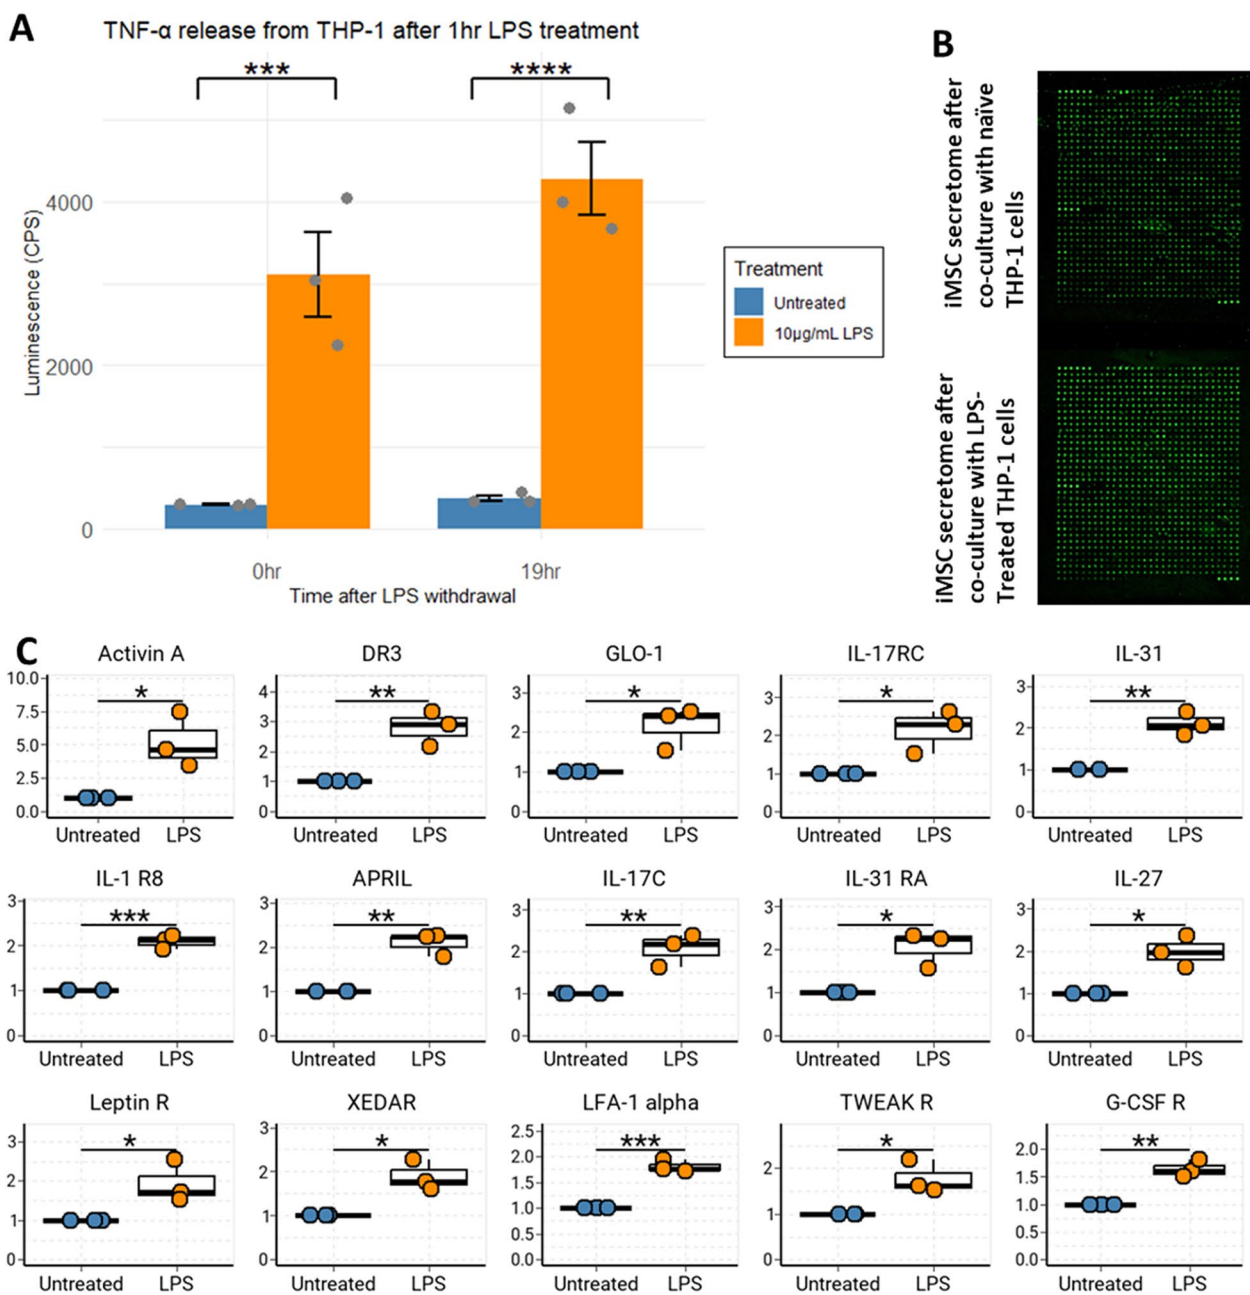 A
TNF-α release from THP-1 after 1hr LPS treatment
***
****
Luminescence (CPS)
4000
2000
0
0hr
19hr
Time after LPS withdrawal
Treatment
Untreated
10µg/mL LPS
B
iMSC secretome after
co-culture with naïve
THP-1 cells
iMSC secretome after
co-culture with LPS-
Treated THP-1 cells
C
Activin A
10.0
7.5
5.0
2.5
0.0
*
Untreated LPS
DR3
4
3
2
1
0
**
Untreated LPS
GLO-1
3
2
1
0
*
Untreated LPS
IL-17RC
3
2
1
0
*
Untreated LPS
IL-31
3
2
1
0
**
Untreated LPS
IL-1 R8
3
2
1
0
***
Untreated LPS
APRIL
3
2
1
0
**
Untreated LPS
IL-17C
3
2
1
0
**
Untreated LPS
IL-31 RA
3
2
1
0
*
Untreated LPS
IL-27
3
2
1
0
*
Untreated LPS
Leptin R
3
2
1
0
*
Untreated LPS
XEDAR
3
2
1
0
*
Untreated LPS
LFA-1 alpha
2.5
2.0
1.5
1.0
0.5
0.0
***
Untreated LPS
TWEAK R
2
1
0
*
Untreated LPS
G-CSF R
2.0
1.5
1.0
0.5
0.0
**
Untreated LPS